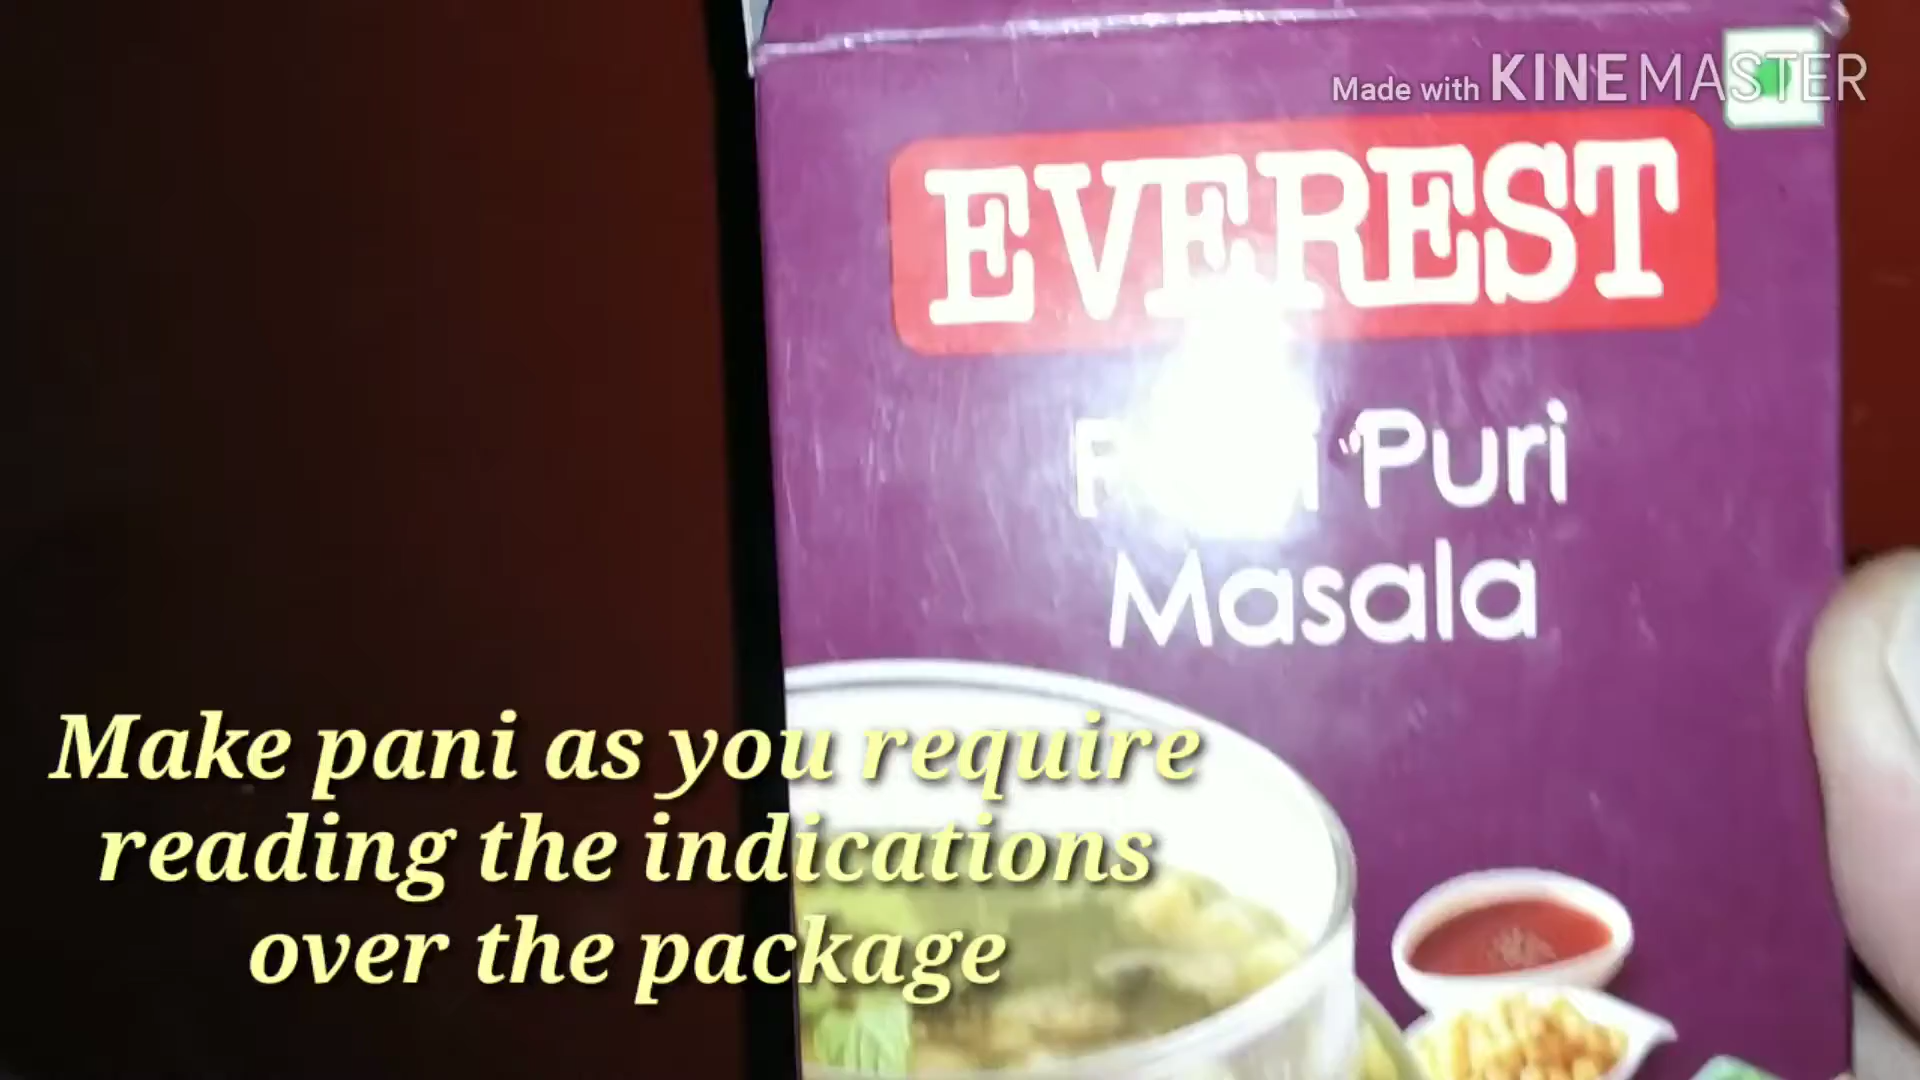 Made with KINEMASTER
EVEREST
Puri
Masala
Make pani as you require
reading the indications
over the package